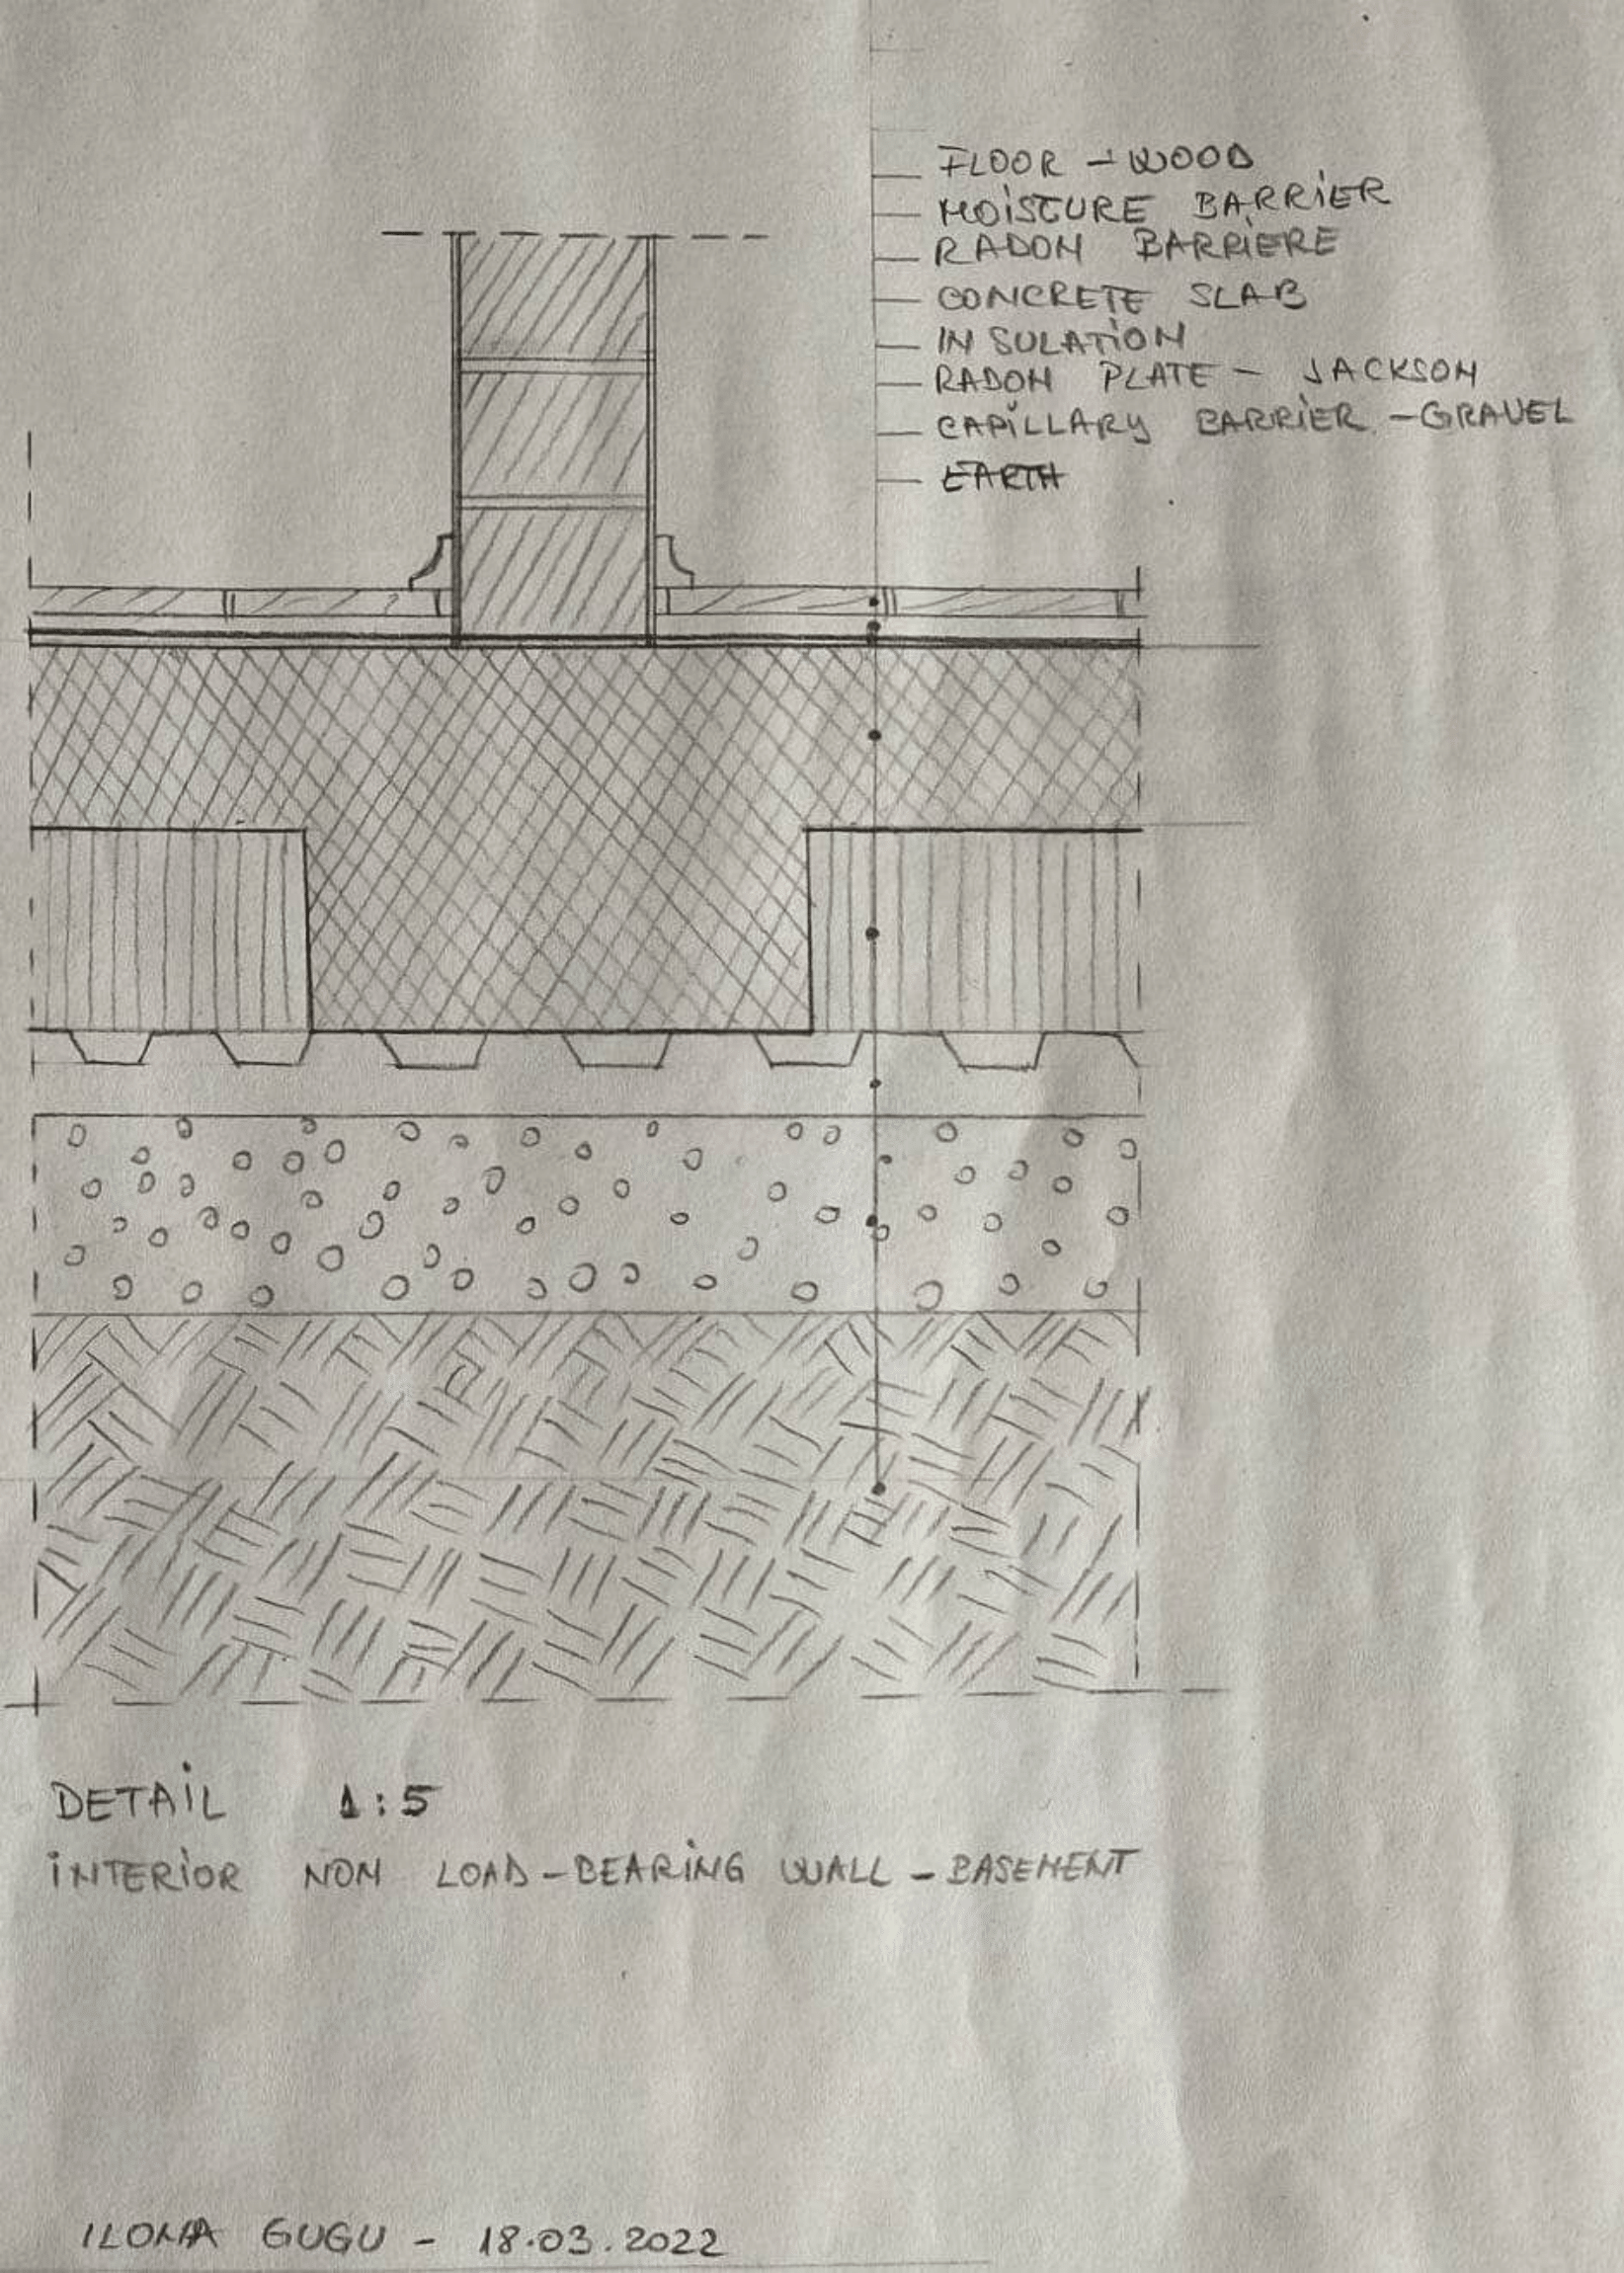 FLOOR - WOOD
MOISTURE BARRIER
RADON BARRIERE
CONCRETE SLAB
INSULATION
RADON PLATE - JACKSON
CAPILLARY BARRIER - GRAVEL
EARTH
DETAIL 1:5
INTERIOR NON LOAD-BEARING WALL - BASEMENT
ILONA GUGU - 18.03.2022